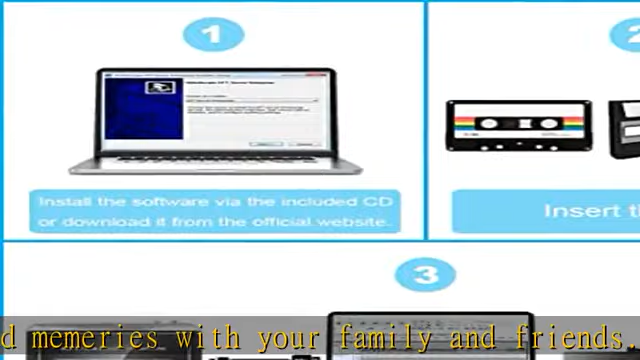 1
2
Install the software via the included CD
or download it from the official website.
Insert t
3
d memeries with your family and friends.